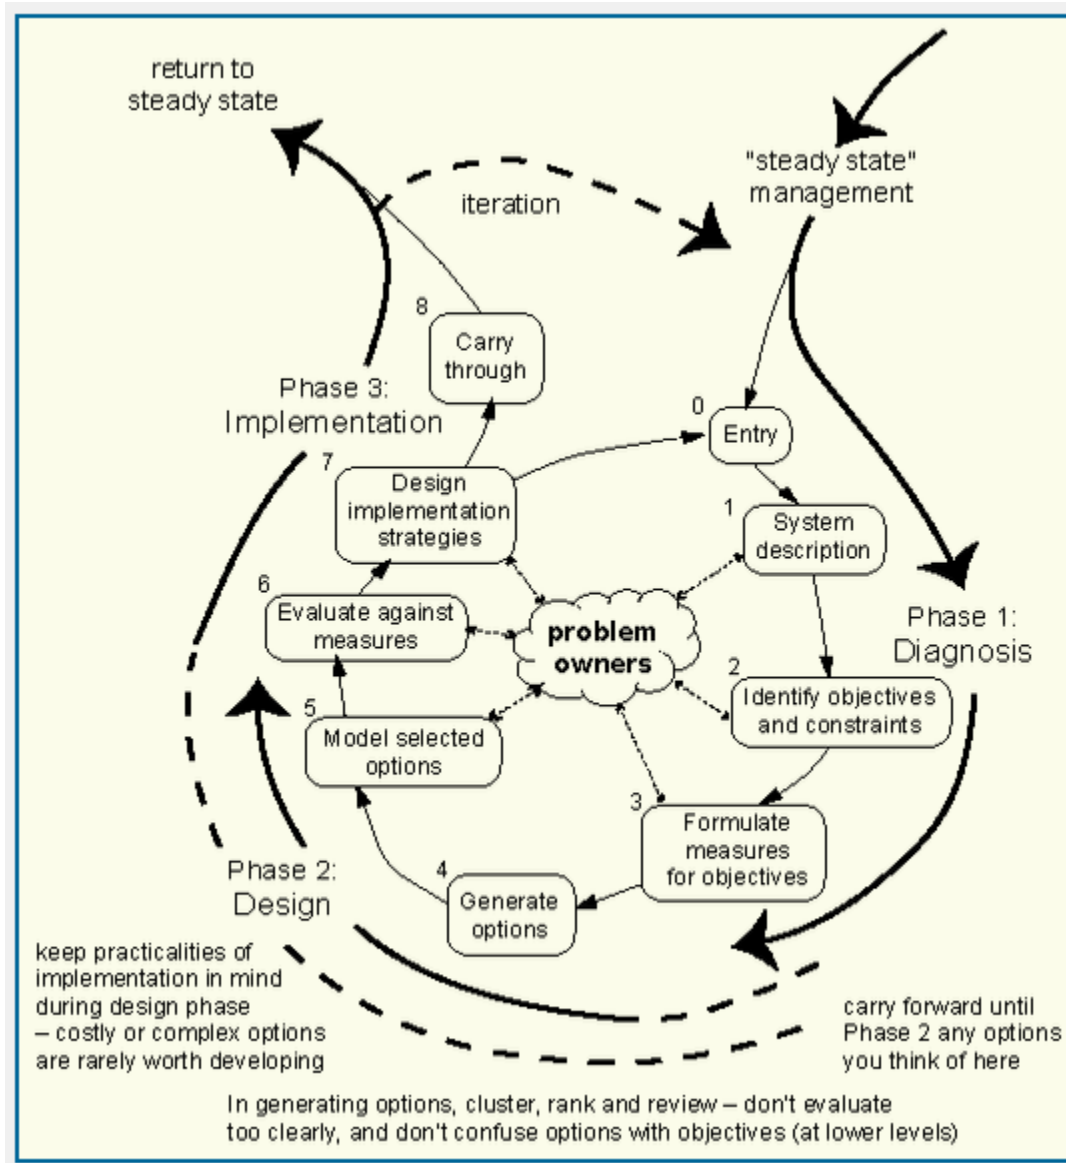 return to
steady state
"steady state"
management
iteration
8
Carry
through
Phase 3:
Implementation
0
Entry
7
Design
implementation
strategies
1
System
description
6
Evaluate against
measures
problem
owners
Phase 1:
Diagnosis
2
Identify objectives
and constraints
5
Model selected
options
3
Formulate
measures
for objectives
Phase 2:
Design
4
Generate
options
keep practicalities of
implementation in mind
during design phase
– costly or complex options
are rarely worth developing
carry forward until
Phase 2 any options
you think of here
In generating options, cluster, rank and review – don't evaluate
too clearly, and don't confuse options with objectives (at lower levels)